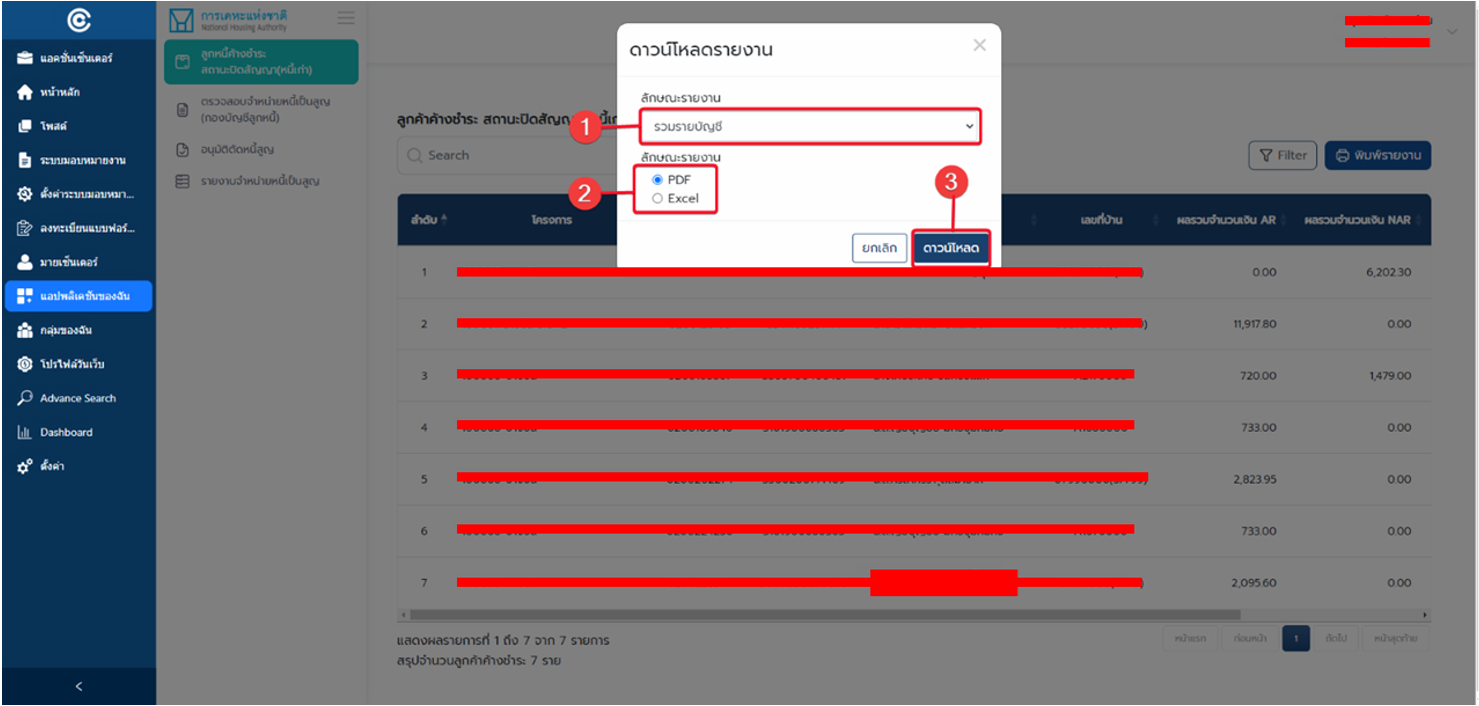 การเคหะแห่งชาติ
National Housing Authority
แอคชั่นเซ็นเตอร์
หน้าหลัก
โพสต์
ระบบมอบหมายงาน
ตั้งค่าระบบมอบหมา...
ลงทะเบียนแบบฟอร์...
มายเซ็นเตอร์
แอปพลิเคชันของฉัน
กลุ่มของฉัน
โปรไฟล์วันเว็บ
Advance Search
Dashboard
ตั้งค่า
<
ลูกหนี้ค้างชำระ
สถานะปิดสัญญา(หนี้เก่า)
ตรวจสอบจำหน่ายหนี้เป็นสูญ
(กองบัญชีลูกหนี้)
อนุมัติตัดหนี้สูญ
รายงานจำหน่ายหนี้เป็นสูญ
ดาวน์โหลดรายงาน
ลักษณะรายงาน
1
รวมรายบัญชี
ลักษณะรายงาน
2
PDF
Excel
3
ยกเลิก
ดาวน์โหลด
ลูกค้าค้างชำระ สถานะปิดสัญญา
Search
Filter
พิมพ์รายงาน
ลำดับ
โครงการ
เลขที่บ้าน
ผลรวมจำนวนเงิน AR
ผลรวมจำนวนเงิน NAR
1 0.00 6,202.30
2 11,917.80 0.00
3 720.00 1,479.00
4 733.00 0.00
5 2,823.95 0.00
6 733.00 0.00
7 2,095.60 0.00
แสดงผลรายการที่ 1 ถึง 7 จาก 7 รายการ
สรุปจำนวนลูกค้าค้างชำระ 7 ราย
หน้าแรก
ก่อนหน้า
1
ถัดไป
หน้าสุดท้าย